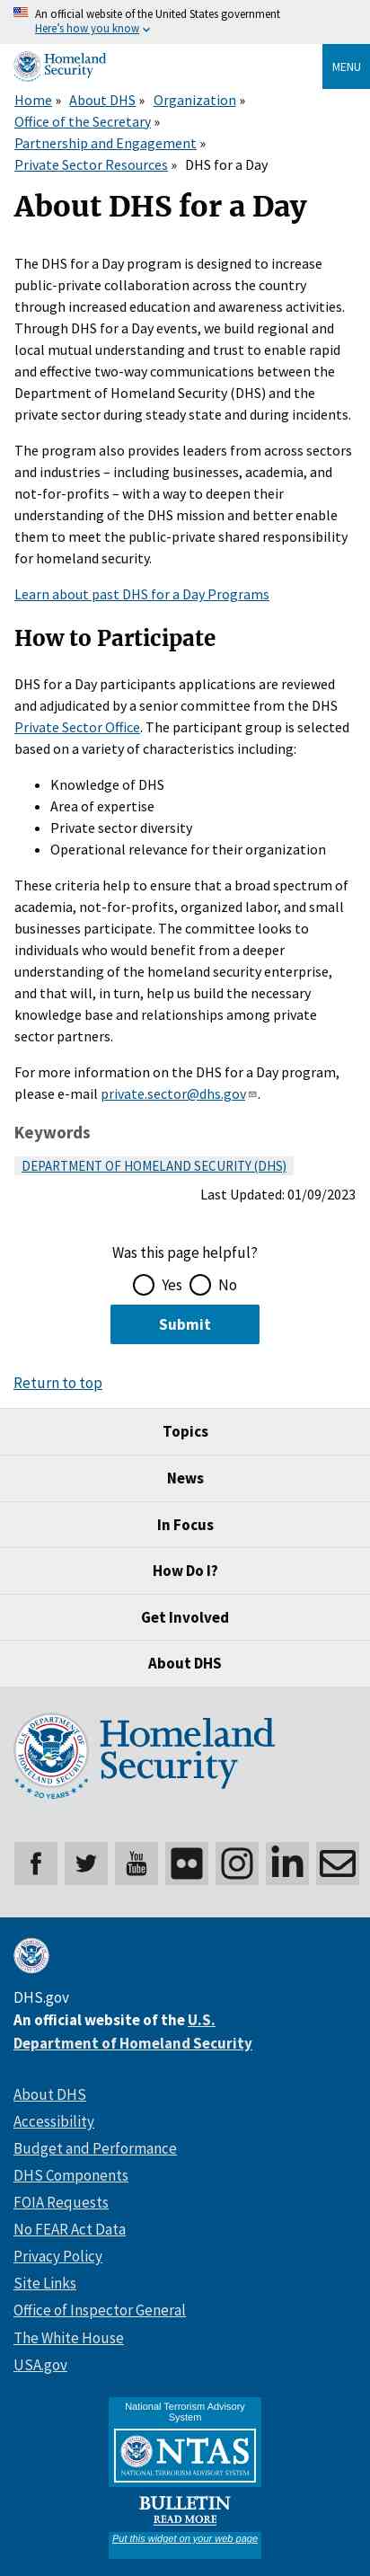 An official website of the United States government
Here's how you know
Homeland
Security
MENU
Home » About DHS » Organization »
Office of the Secretary »
Partnership and Engagement »
Private Sector Resources » DHS for a Day
About DHS for a Day
The DHS for a Day program is designed to increase
public-private collaboration across the country
through increased education and awareness activities.
Through DHS for a Day events, we build regional and
local mutual understanding and trust to enable rapid
and effective two-way communications between the
Department of Homeland Security (DHS) and the
private sector during steady state and during incidents.
The program also provides leaders from across sectors
and industries – including businesses, academia, and
not-for-profits – with a way to deepen their
understanding of the DHS mission and better enable
them to meet the public-private shared responsibility
for homeland security.
Learn about past DHS for a Day Programs
How to Participate
DHS for a Day participants applications are reviewed
and adjudicated by a senior committee from the DHS
Private Sector Office. The participant group is selected
based on a variety of characteristics including:
• Knowledge of DHS
• Area of expertise
• Private sector diversity
• Operational relevance for their organization
These criteria help to ensure that a broad spectrum of
academia, not-for-profits, organized labor, and small
businesses participate. The committee looks to
individuals who would benefit from a deeper
understanding of the homeland security enterprise,
and that will, in turn, help us build the necessary
knowledge base and relationships among private
sector partners.
For more information on the DHS for a Day program,
please e-mail private.sector@dhs.gov.
Keywords
DEPARTMENT OF HOMELAND SECURITY (DHS)
Last Updated: 01/09/2023
Was this page helpful?
Yes No
Submit
Return to top
Topics
News
In Focus
How Do I?
Get Involved
About DHS
U.S. DEPARTMENT OF HOMELAND SECURITY
20 YEARS
Homeland
Security
You
Tube
DHS.gov
An official website of the U.S.
Department of Homeland Security
About DHS
Accessibility
Budget and Performance
DHS Components
FOIA Requests
No FEAR Act Data
Privacy Policy
Site Links
Office of Inspector General
The White House
USA.gov
National Terrorism Advisory
System
NTAS
NATIONAL TERRORISM ADVISORY SYSTEM
BULLETIN
READ MORE
Put this widget on your web page